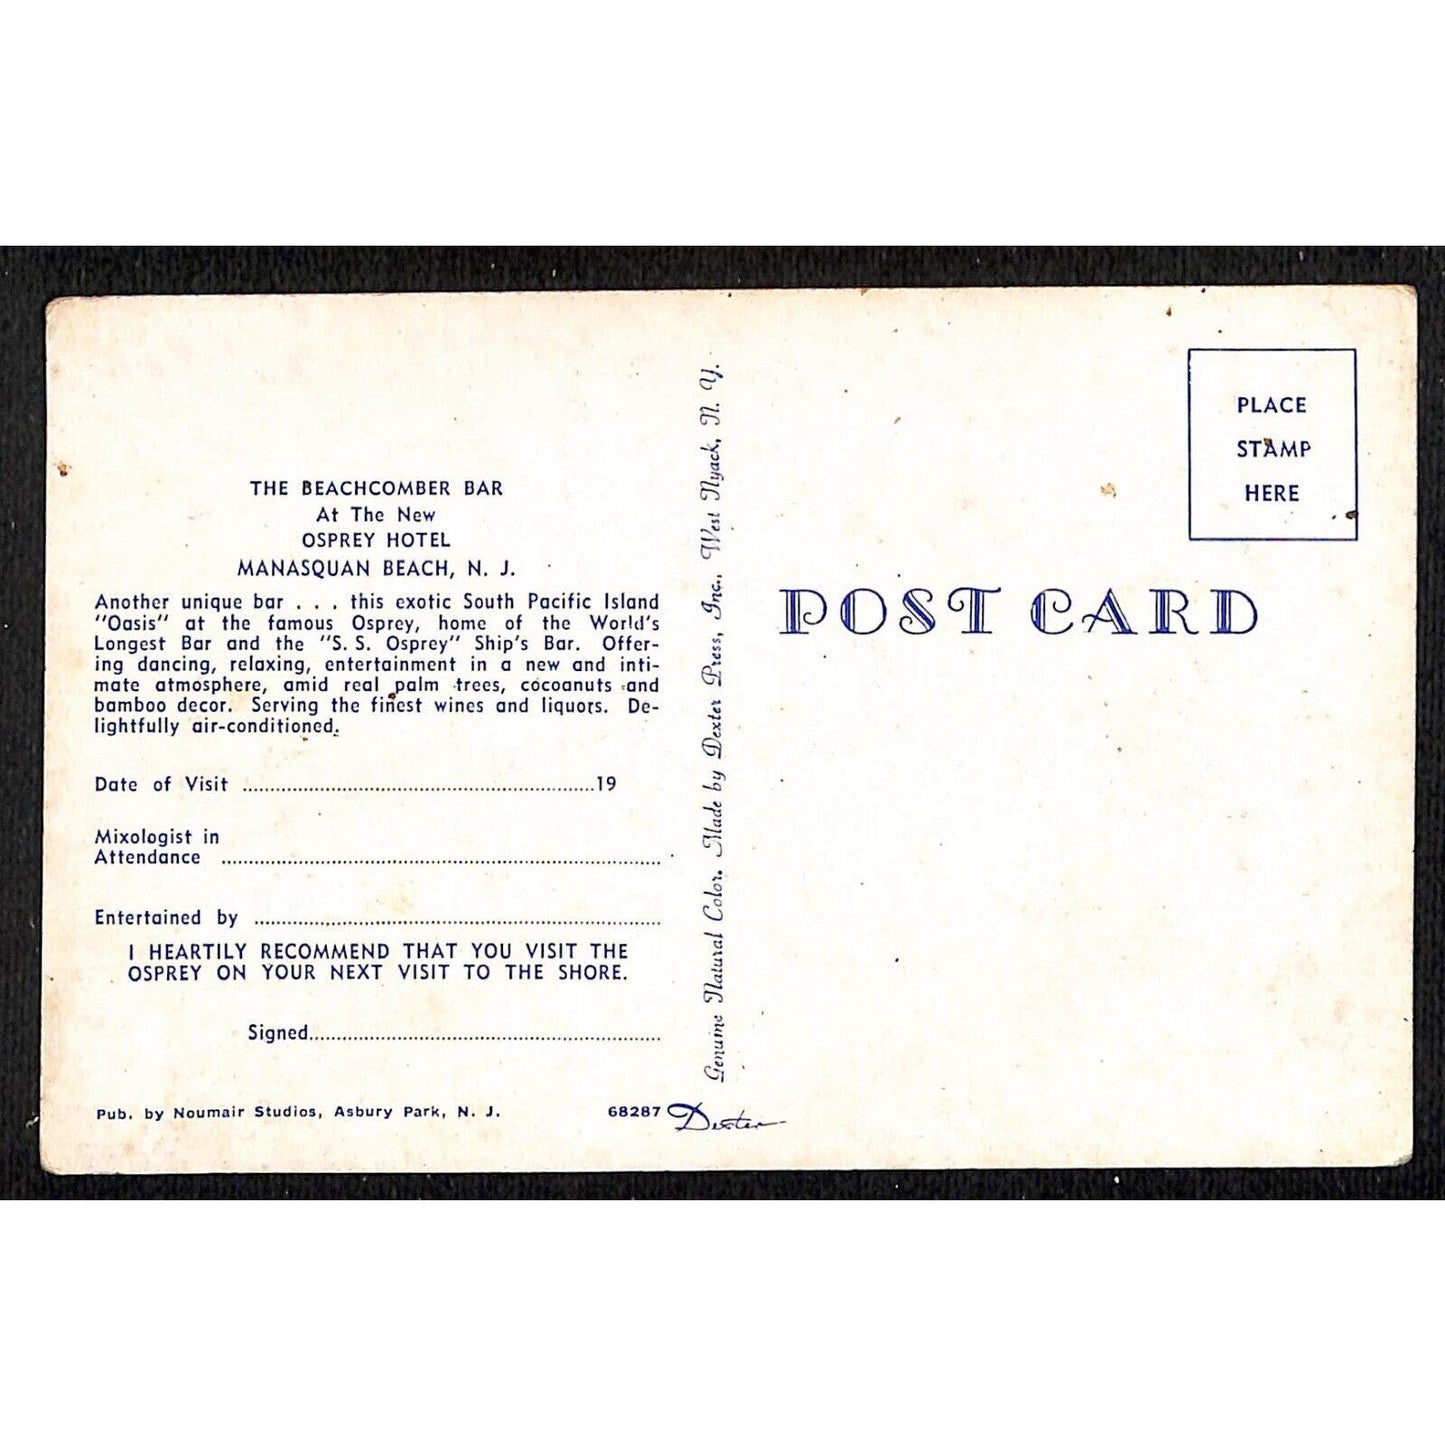 THE BEACHCOMBER BAR
At The New
OSPREY HOTEL
MANASQUAN BEACH, N. J.
Another unique bar . . . this exotic South Pacific Island
"Oasis" at the famous Osprey, home of the World's
Longest Bar and the "S. S. Osprey" Ship's Bar. Offer-
ing dancing, relaxing, entertainment in a new and inti-
mate atmosphere, amid real palm trees, cocoanuts and
bamboo decor. Serving the finest wines and liquors. De-
lightfully air-conditioned.
Date of Visit ..........................................................19
Mixologist in
Attendance ..........................................................................
Entertained by ....................................................................
I HEARTILY RECOMMEND THAT YOU VISIT THE
OSPREY ON YOUR NEXT VISIT TO THE SHORE.
Signed..........................................................
Pub. by Noumair Studios, Asbury Park, N. J.
68287 Dexter
Genuine Natural Color. Made by Dexter Press, Inc., West Nyack, N. Y.
PLACE
STAMP
HERE
POST CARD